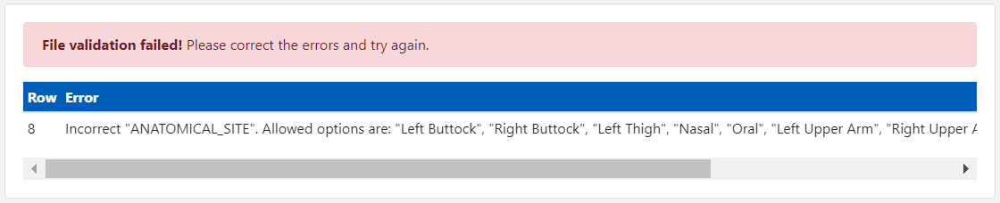 File validation failed! Please correct the errors and try again.
Row Error
8 Incorrect "ANATOMICAL_SITE". Allowed options are: "Left Buttock", "Right Buttock", "Left Thigh", "Nasal", "Oral", "Left Upper Arm", "Right Upper